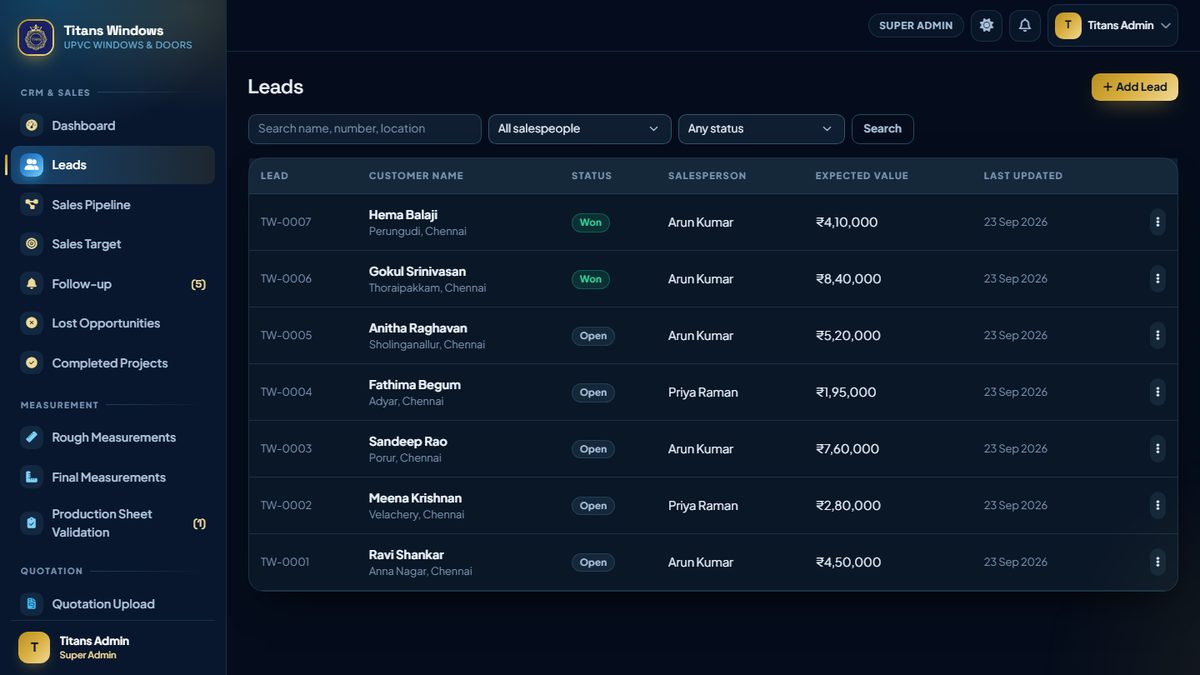 Titans Windows
UPVC WINDOWS & DOORS
CRM & SALES
Dashboard
Leads
Sales Pipeline
Sales Target
Follow-up (5)
Lost Opportunities
Completed Projects
MEASUREMENT
Rough Measurements
Final Measurements
Production Sheet
Validation (1)
QUOTATION
Quotation Upload
T Titans Admin
Super Admin
SUPER ADMIN T Titans Admin
Leads + Add Lead
Search name, number, location All salespeople Any status Search
LEAD CUSTOMER NAME STATUS SALESPERSON EXPECTED VALUE LAST UPDATED
TW-0007 Hema Balaji Won Arun Kumar ₹4,10,000 23 Sep 2026
Perungudi, Chennai
TW-0006 Gokul Srinivasan Won Arun Kumar ₹8,40,000 23 Sep 2026
Thoraipakkam, Chennai
TW-0005 Anitha Raghavan Open Arun Kumar ₹5,20,000 23 Sep 2026
Sholinganallur, Chennai
TW-0004 Fathima Begum Open Priya Raman ₹1,95,000 23 Sep 2026
Adyar, Chennai
TW-0003 Sandeep Rao Open Arun Kumar ₹7,60,000 23 Sep 2026
Porur, Chennai
TW-0002 Meena Krishnan Open Priya Raman ₹2,80,000 23 Sep 2026
Velachery, Chennai
TW-0001 Ravi Shankar Open Arun Kumar ₹4,50,000 23 Sep 2026
Anna Nagar, Chennai